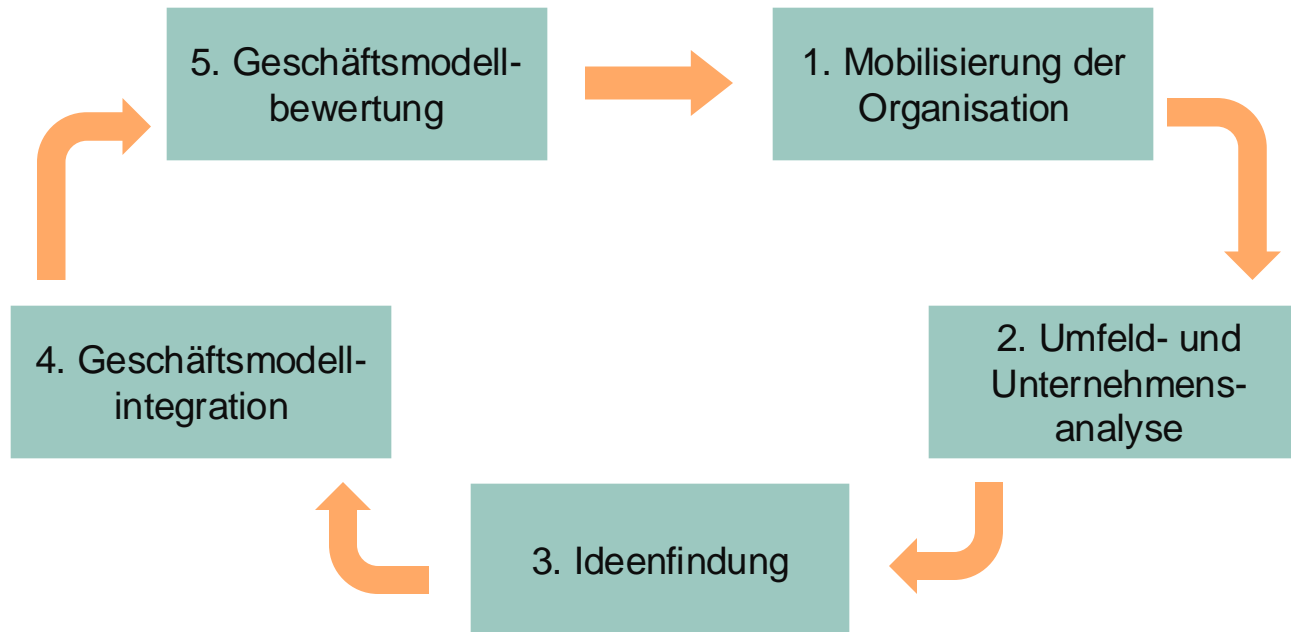 5. Geschäftsmodell-
bewertung
1. Mobilisierung der
Organisation
4. Geschäftsmodell-
integration
2. Umfeld- und
Unternehmens-
analyse
3. Ideenfindung